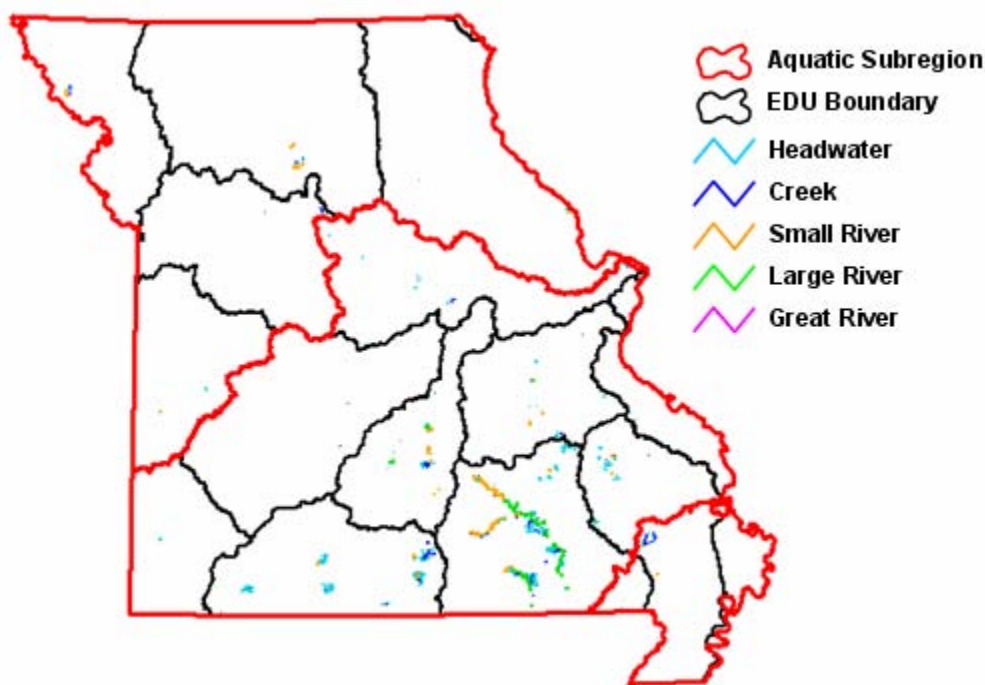 Aquatic Subregion
EDU Boundary
Headwater
Creek
Small River
Large River
Great River